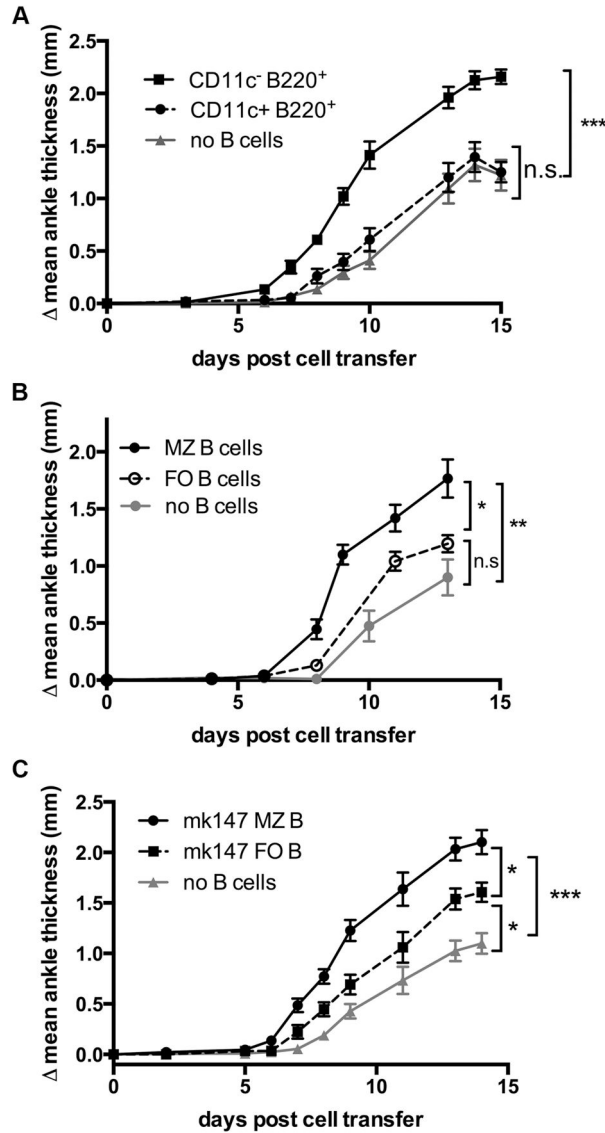 A
Δ mean ankle thickness (mm)
2.5
2.0
1.5
1.0
0.5
0.0
CD11c- B220+
CD11c+ B220+
no B cells
***
n.s.
0
5
10
15
days post cell transfer
B
Δ mean ankle thickness (mm)
2.0
1.5
1.0
0.5
0.0
MZ B cells
FO B cells
no B cells
*
**
n.s
0
5
10
15
days post cell transfer
C
Δ mean ankle thickness (mm)
2.5
2.0
1.5
1.0
0.5
0.0
mk147 MZ B
mk147 FO B
no B cells
*
***
*
0
5
10
15
days post cell transfer